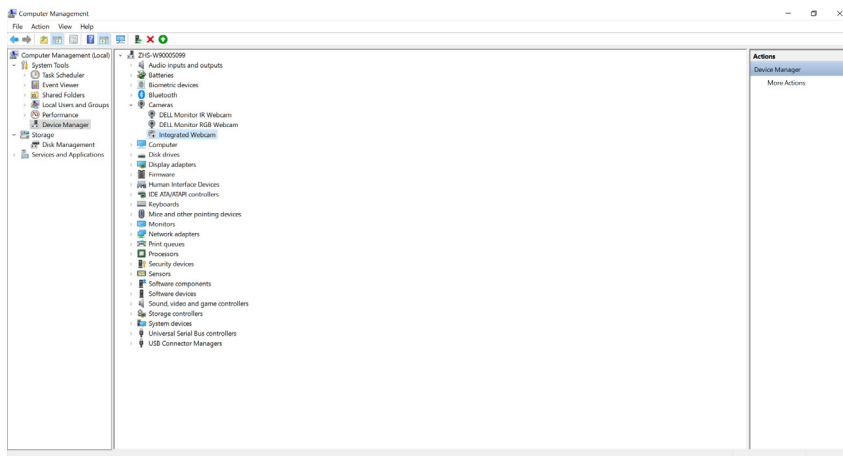 Computer Management
File Action View Help
Computer Management (Local)
System Tools
Task Scheduler
Event Viewer
Shared Folders
Local Users and Groups
Performance
Device Manager
Storage
Disk Management
Services and Applications
ZHS-W90005099
Audio inputs and outputs
Batteries
Biometric devices
Bluetooth
Cameras
DELL Monitor IR Webcam
DELL Monitor RGB Webcam
Integrated Webcam
Computer
Disk drives
Display adapters
Firmware
Human Interface Devices
IDE ATA/ATAPI controllers
Keyboards
Mice and other pointing devices
Monitors
Network adapters
Print queues
Processors
Security devices
Sensors
Software components
Software devices
Sound, video and game controllers
Storage controllers
System devices
Universal Serial Bus controllers
USB Connector Managers
Actions
Device Manager
More Actions